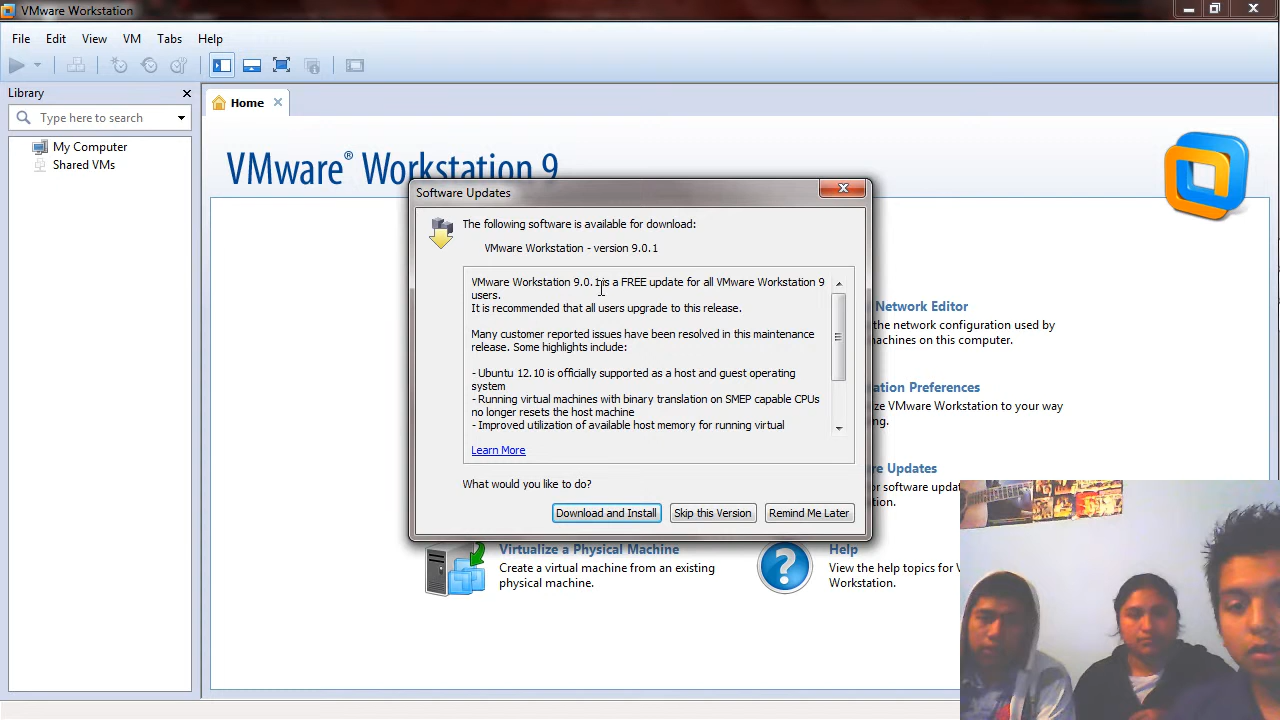 VMware Workstation
File Edit View VM Tabs Help
Library
Type here to search
My Computer
Shared VMs
Home
VMware® Workstation 9
Software Updates
The following software is available for download:
VMware Workstation - version 9.0.1
VMware Workstation 9.0.1 is a FREE update for all VMware Workstation 9
users.
It is recommended that all users upgrade to this release.
Many customer reported issues have been resolved in this maintenance
release. Some highlights include:
- Ubuntu 12.10 is officially supported as a host and guest operating
system
- Running virtual machines with binary translation on SMEP capable CPUs
no longer resets the host machine
- Improved utilization of available host memory for running virtual
Learn More
What would you like to do?
Download and Install Skip this Version Remind Me Later
Network Editor
the network configuration used by
machines on this computer.
ation Preferences
ze VMware Workstation to your way
ng.
re Updates
or software upda
tation.
Virtualize a Physical Machine
Create a virtual machine from an existing
physical machine.
Help
View the help topics for V
Workstation.